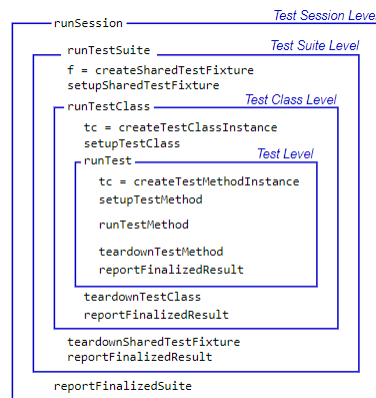 Test Session Level
runSession
Test Suite Level
runTestSuite
f = createSharedTestFixture
setupSharedTestFixture
Test Class Level
runTestClass
tc = createTestClassInstance
setupTestClass
Test Level
runTest
tc = createTestMethodInstance
setupTestMethod
runTestMethod
teardownTestMethod
reportFinalizedResult
teardownTestClass
reportFinalizedResult
teardownSharedTestFixture
reportFinalizedResult
reportFinalizedSuite